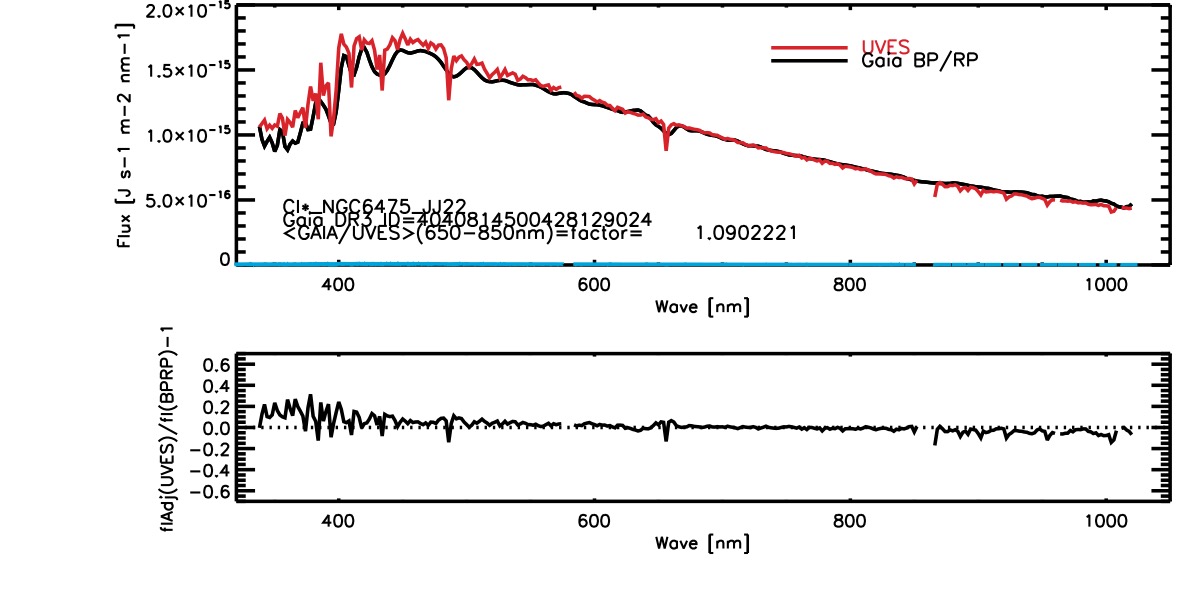 2.0×10−15
1.5×10−15
1.0×10−15
5.0×10−16
0
Flux [J s−1 m−2 nm−1]
UVES
Gaia BP/RP
Cl*_NGC6475_JJ22
Gaia DR3 ID=4040814500428129024
<GAIA/UVES>(650−850nm)=factor= 1.0902221
400 600 800 1000
Wave [nm]
flAdj(UVES)/fl(BPRP)−1
0.6
0.4
0.2
0.0
−0.2
−0.4
−0.6
400 600 800 1000
Wave [nm]